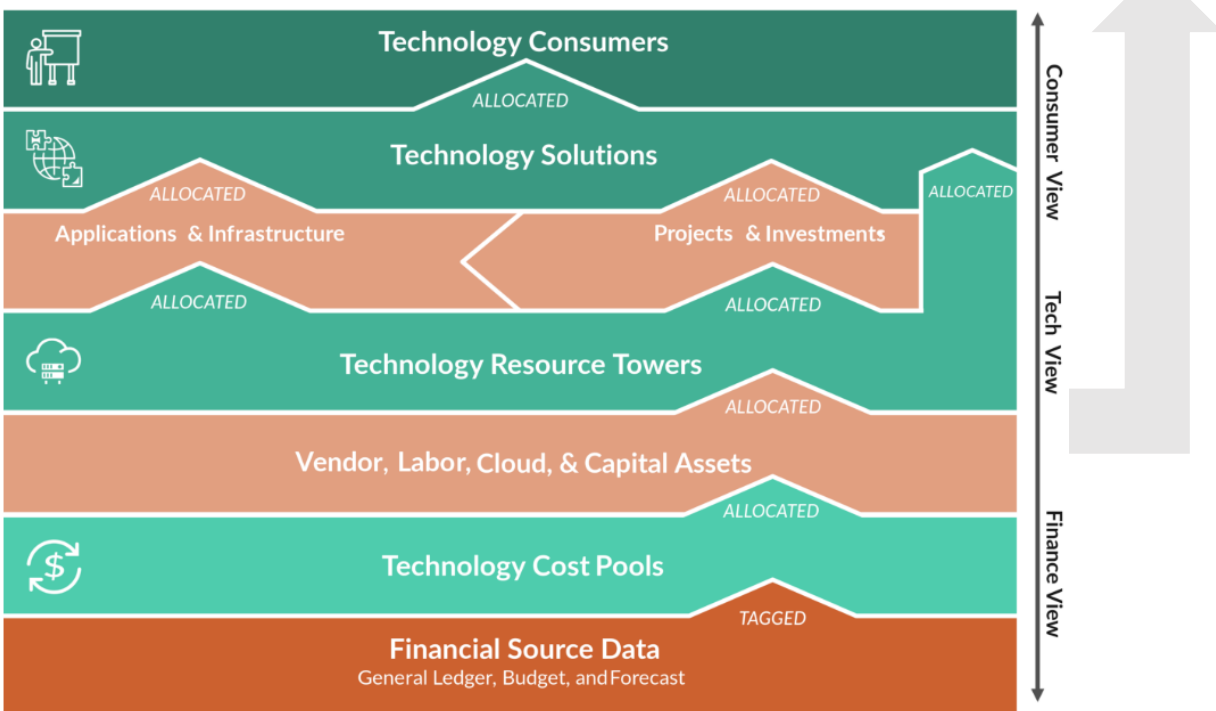 Technology Consumers
ALLOCATED
Technology Solutions
ALLOCATED
ALLOCATED
ALLOCATED
Applications & Infrastructure
Projects & Investments
ALLOCATED
ALLOCATED
Technology Resource Towers
ALLOCATED
Vendor, Labor, Cloud, & Capital Assets
ALLOCATED
Technology Cost Pools
$
TAGGED
Financial Source Data
General Ledger, Budget, and Forecast
Consumer View
Tech View
Finance View